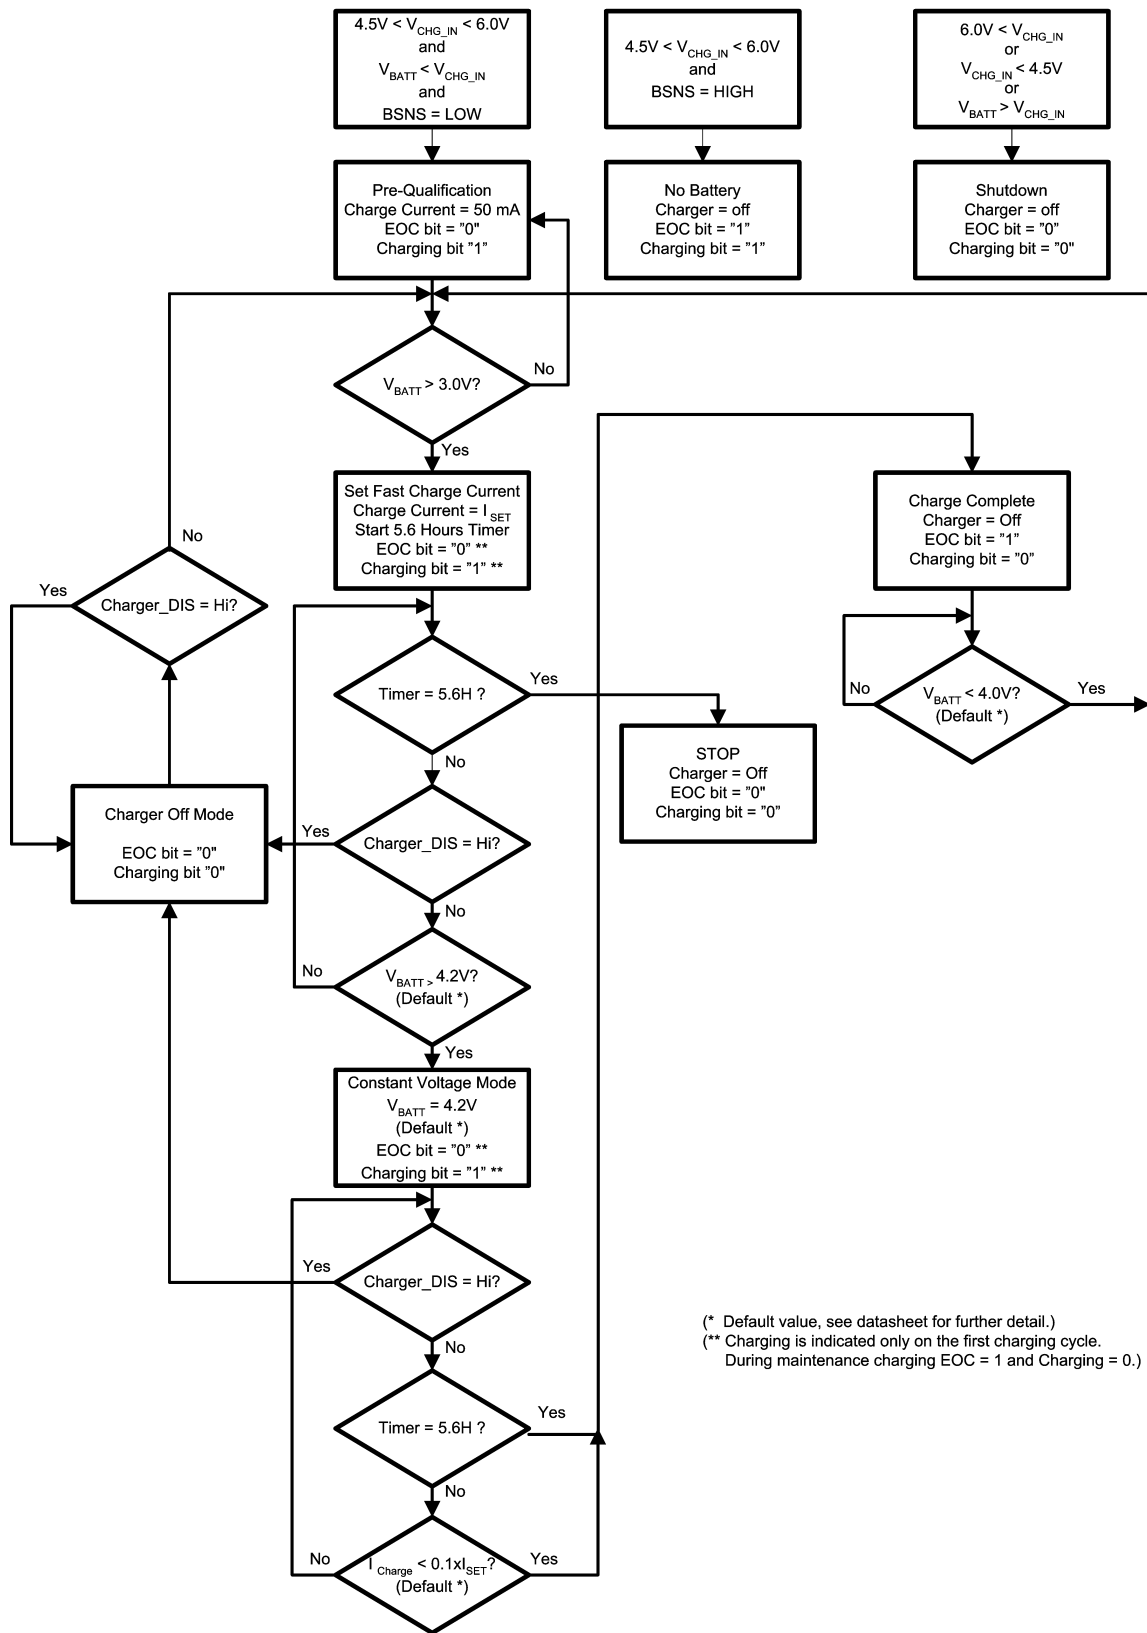 4.5V < VCHG_IN < 6.0V
and
VBATT < VCHG_IN
and
BSNS = LOW
4.5V < VCHG_IN < 6.0V
and
BSNS = HIGH
6.0V < VCHG_IN
or
VCHG_IN < 4.5V
or
VBATT > VCHG_IN
Pre-Qualification
Charge Current = 50 mA
EOC bit = ”0"
Charging bit ”1”
No Battery
Charger = off
EOC bit = ”1”
Charging bit = ”1”
Shutdown
Charger = off
EOC bit = ”0”
Charging bit = ”0"
VBATT > 3.0V?
No
Yes
Set Fast Charge Current
Charge Current = ISET
Start 5.6 Hours Timer
EOC bit = ”0” **
Charging bit = ”1” **
Charge Complete
Charger = Off
EOC bit = ”1”
Charging bit = ”0”
No
Yes
Charger_DIS = Hi?
Timer = 5.6H ?
Yes
No
VBATT < 4.0V?
(Default *)
No
Yes
STOP
Charger = Off
EOC bit = ”0"
Charging bit = ”0”
Charger Off Mode
EOC bit = ”0"
Charging bit ”0"
Yes
Charger_DIS = Hi?
No
No
VBATT > 4.2V?
(Default *)
Yes
Constant Voltage Mode
VBATT = 4.2V
(Default *)
EOC bit = ”0” **
Charging bit = ”1” **
Yes
Charger_DIS = Hi?
No
(* Default value, see datasheet for further detail.)
(** Charging is indicated only on the first charging cycle.
During maintenance charging EOC = 1 and Charging = 0.)
Timer = 5.6H ?
Yes
No
No
I Charge < 0.1xISET?
(Default *)
Yes